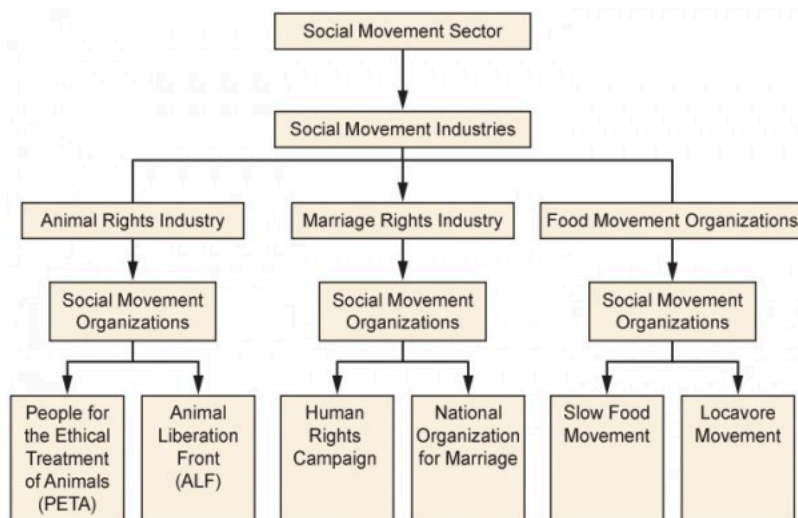 Social Movement Sector
Social Movement Industries
Animal Rights Industry
Marriage Rights Industry
Food Movement Organizations
Social Movement
Organizations
Social Movement
Organizations
Social Movement
Organizations
People for
the Ethical
Treatment
of Animals
(PETA)
Animal
Liberation
Front
(ALF)
Human
Rights
Campaign
National
Organization
for Marriage
Slow Food
Movement
Locavore
Movement